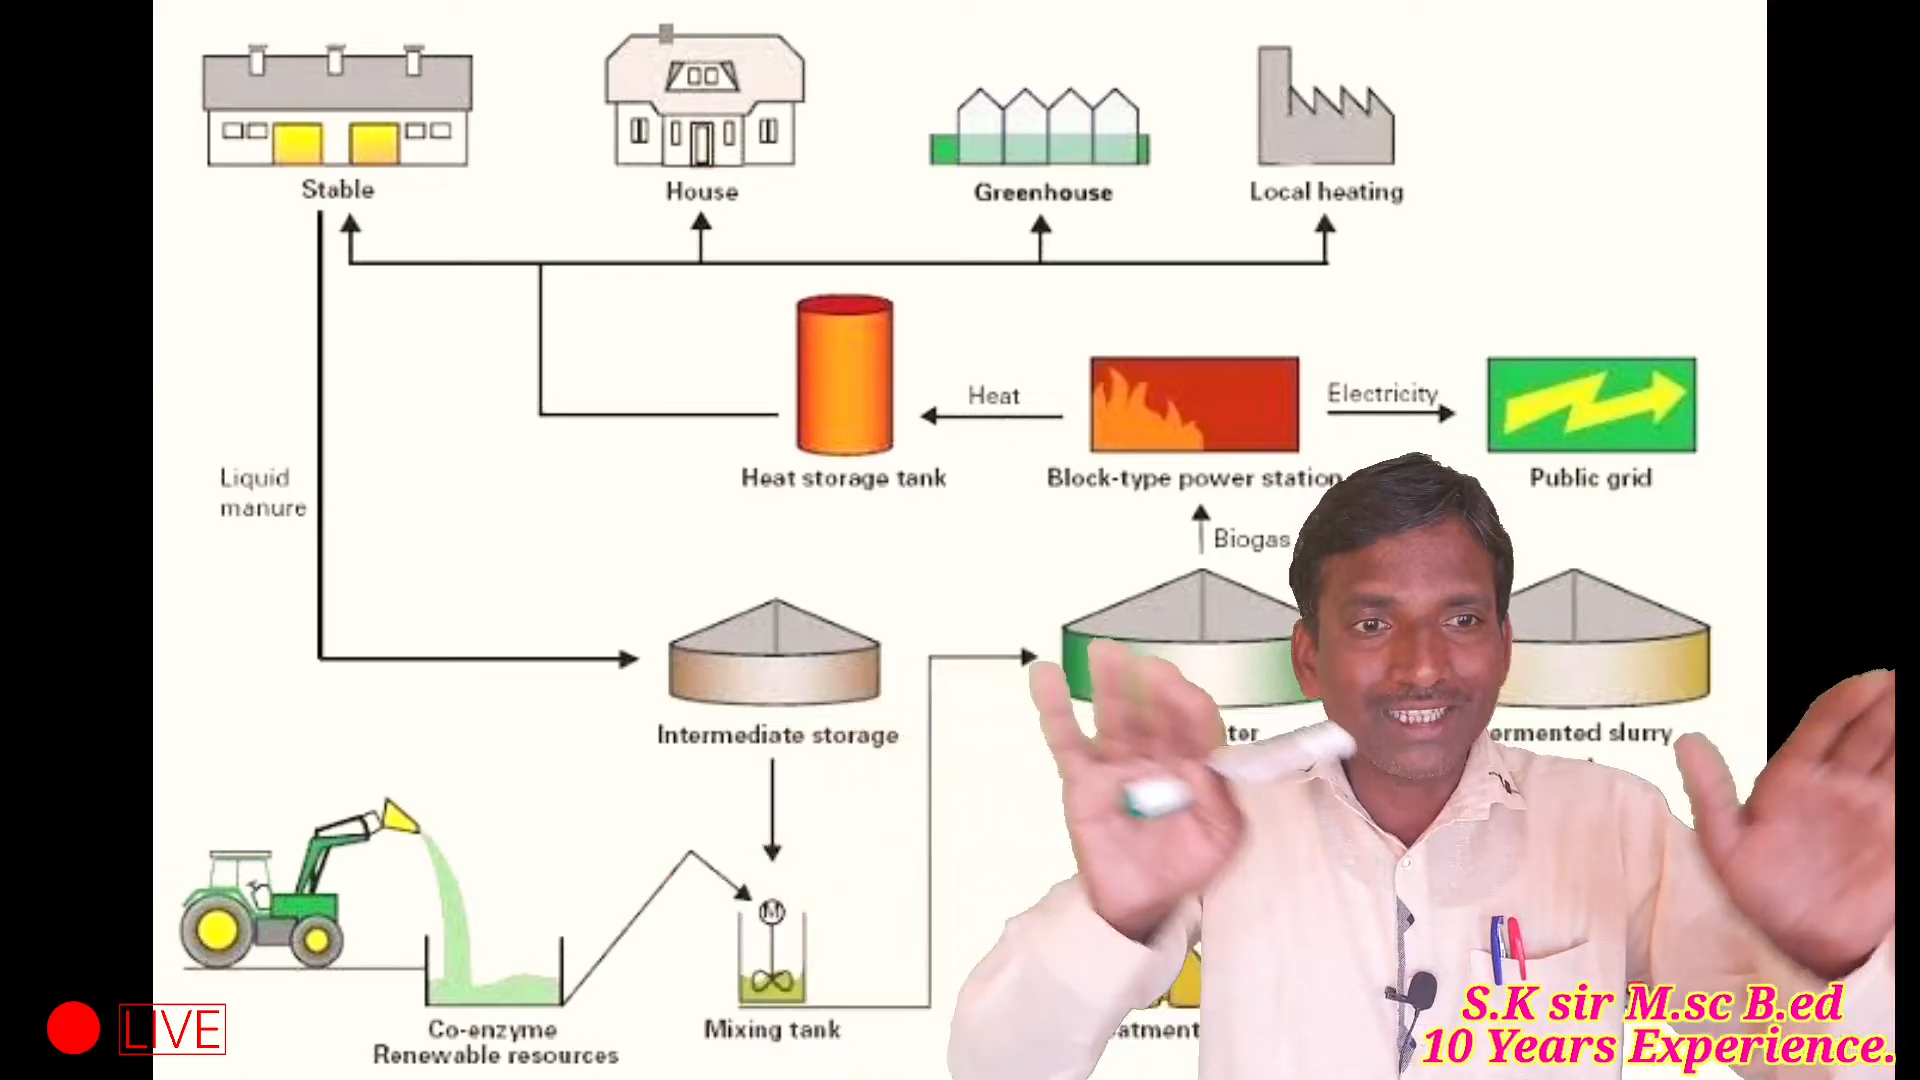 Stable
House
Greenhouse
Local heating
Heat
Electricity
Liquid
manure
Heat storage tank
Block-type power station
Public grid
Biogas
Intermediate storage
ter
ermented slurry
M
Co-enzyme
Renewable resources
Mixing tank
eatment
LIVE
S.K sir M.sc B.ed
10 Years Experience.